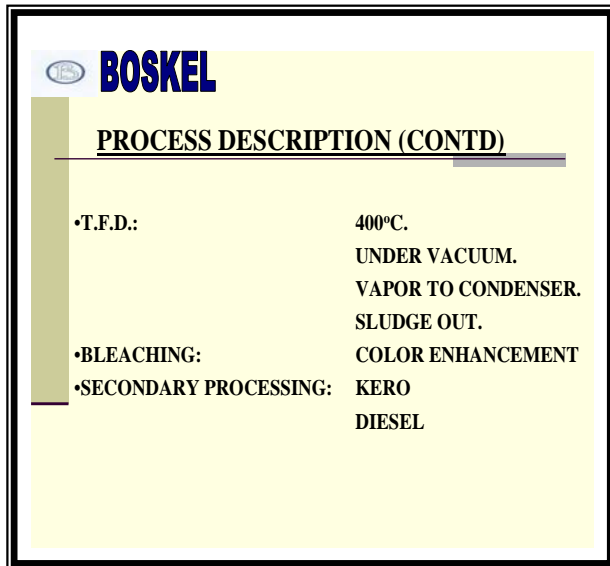 BOSKEL
PROCESS DESCRIPTION (CONTD)
•T.F.D.: 400ºC.
UNDER VACUUM.
VAPOR TO CONDENSER.
SLUDGE OUT.
•BLEACHING: COLOR ENHANCEMENT
•SECONDARY PROCESSING: KERO
DIESEL